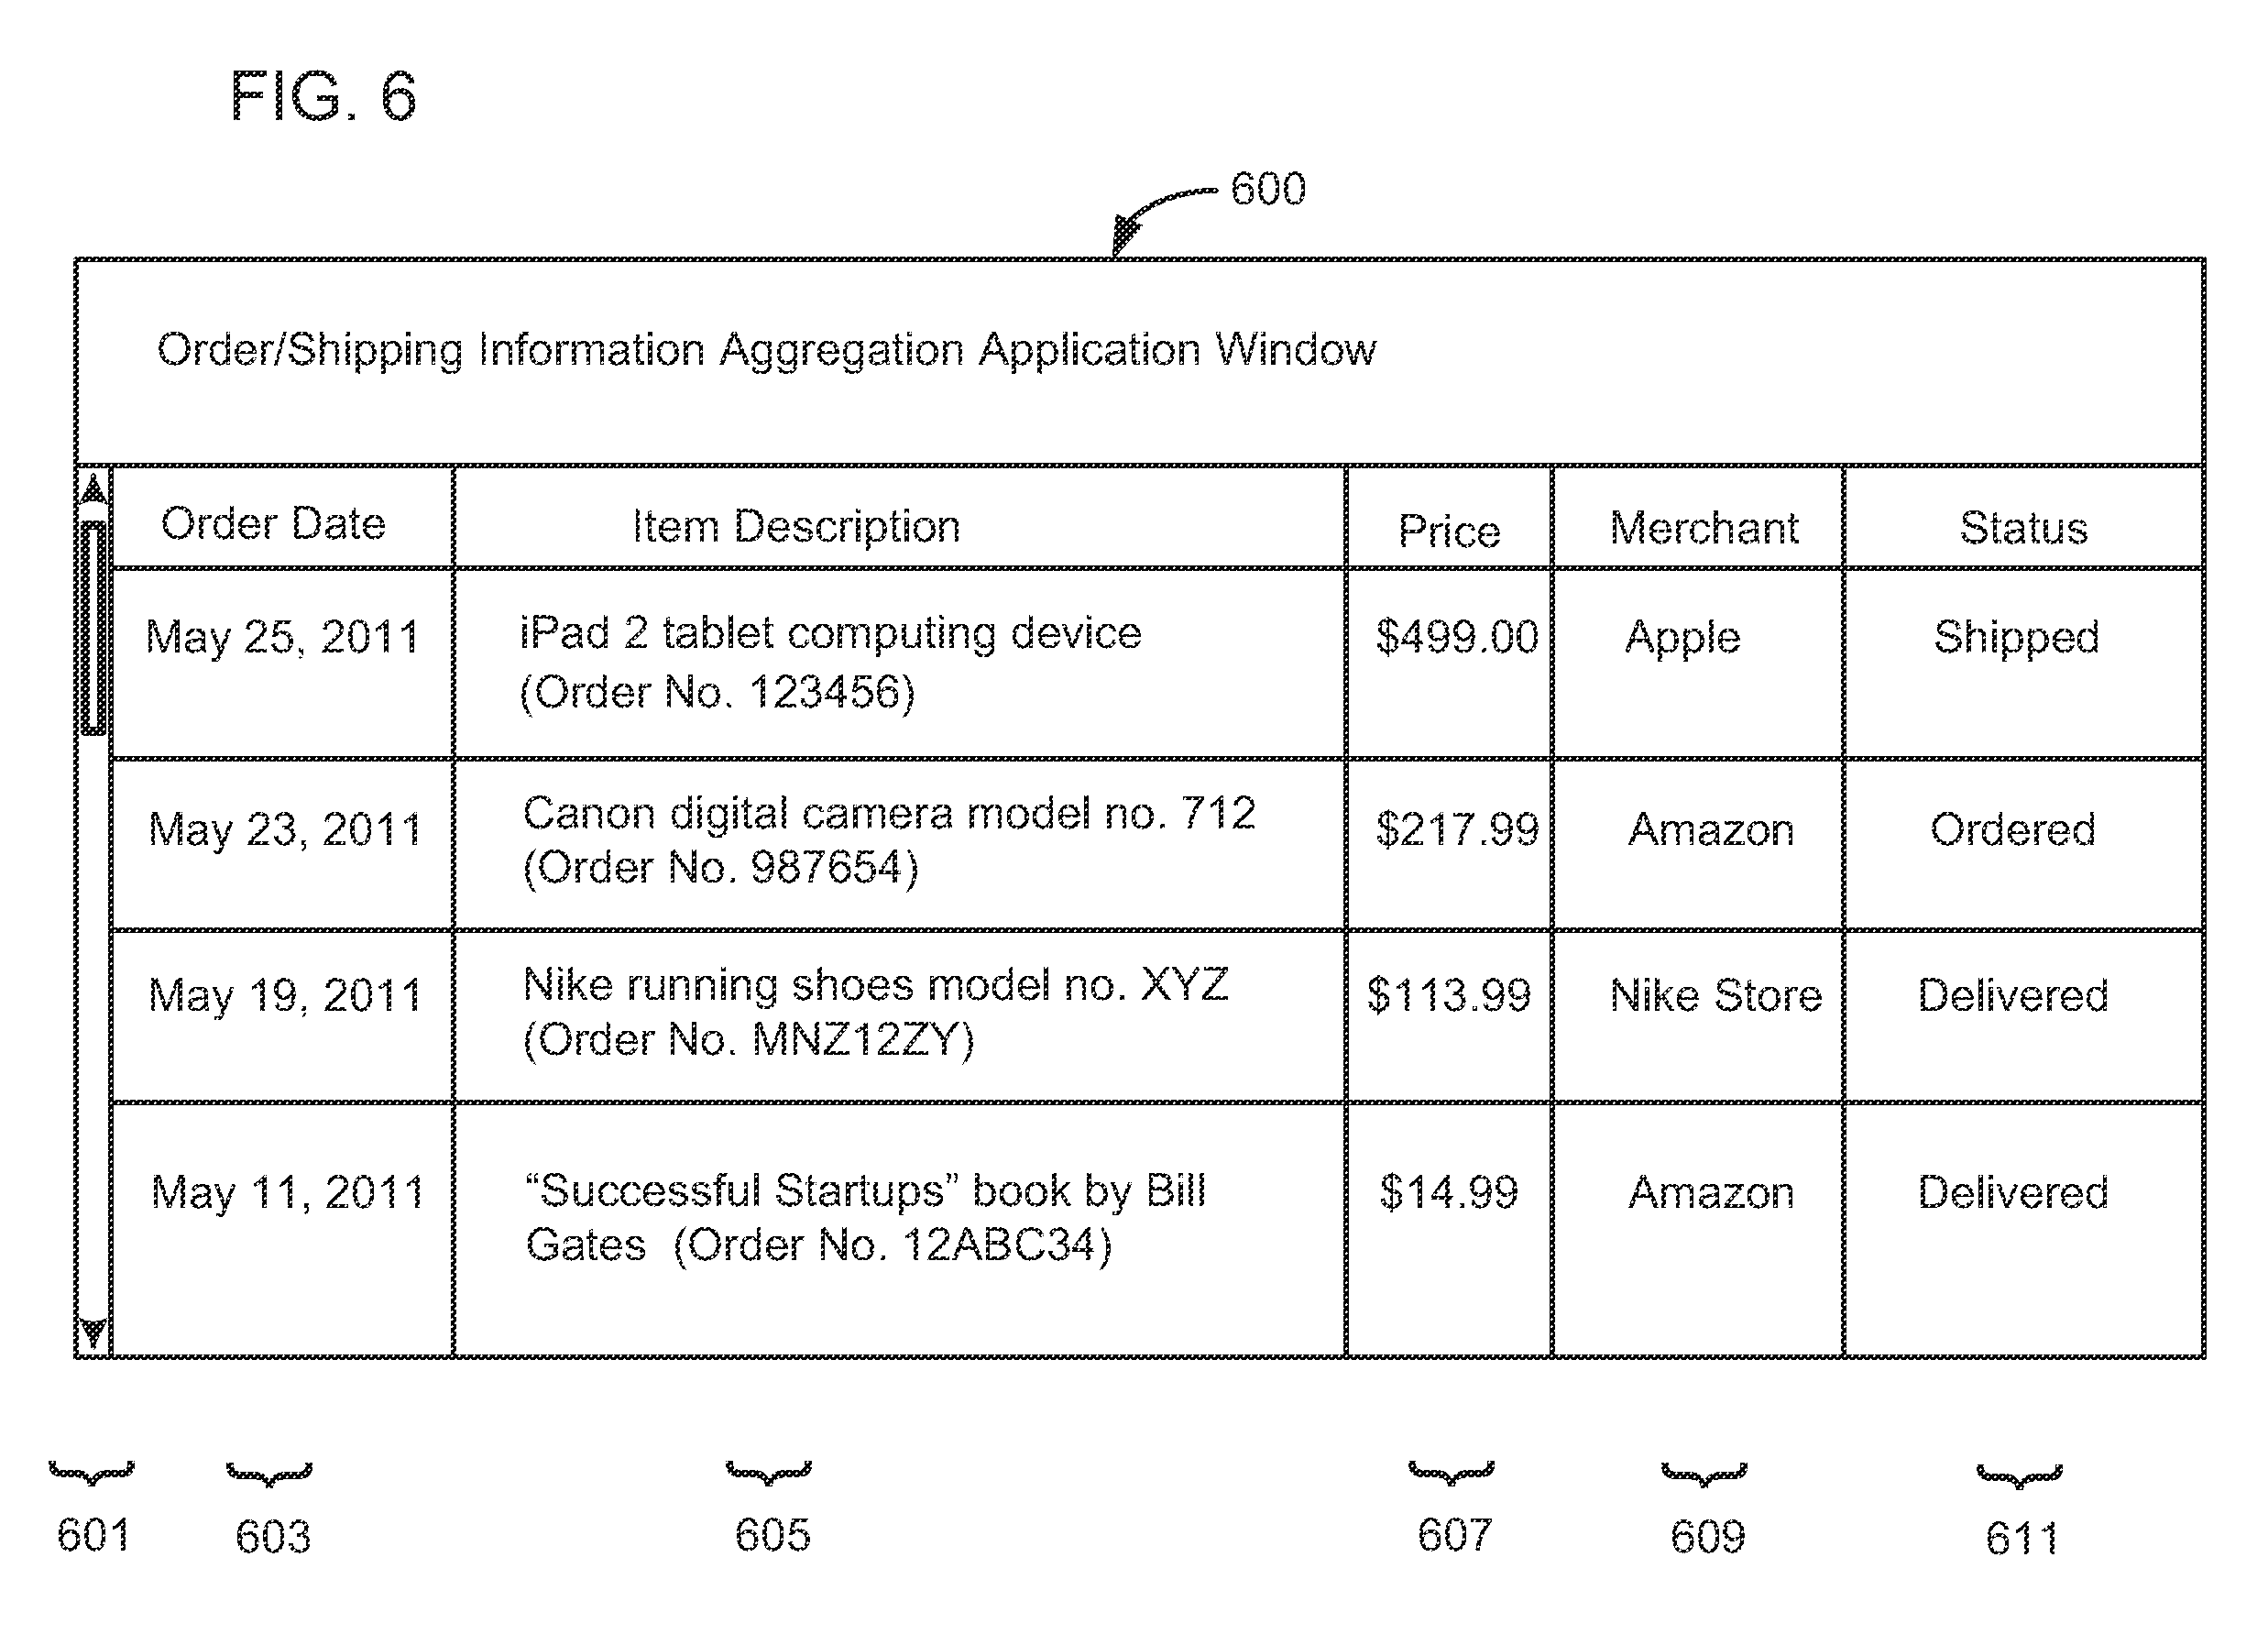 FIG. 6
600
Order/Shipping Information Aggregation Application Window
Order Date Item Description Price Merchant Status
May 25, 2011 iPad 2 tablet computing device $499.00 Apple Shipped
(Order No. 123456)
May 23, 2011 Canon digital camera model no. 712 $217.99 Amazon Ordered
(Order No. 987654)
May 19, 2011 Nike running shoes model no. XYZ $113.99 Nike Store Delivered
(Order No. MNZ12ZY)
May 11, 2011 “Successful Startups” book by Bill $14.99 Amazon Delivered
Gates (Order No. 12ABC34)
601 603 605 607 609 611